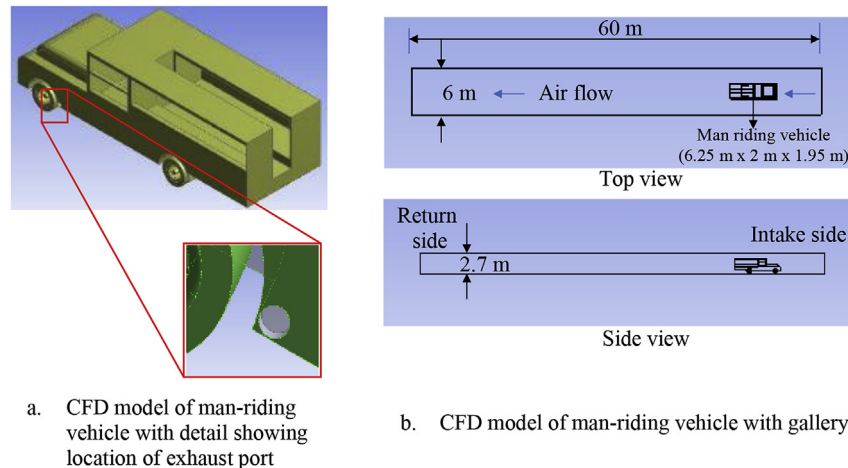 60 m
6 m
Air flow
Man riding vehicle
(6.25 m x 2 m x 1.95 m)
Top view
Return
side
Intake side
2.7 m
Side view
a. CFD model of man-riding
vehicle with detail showing
location of exhaust port
b. CFD model of man-riding vehicle with gallery